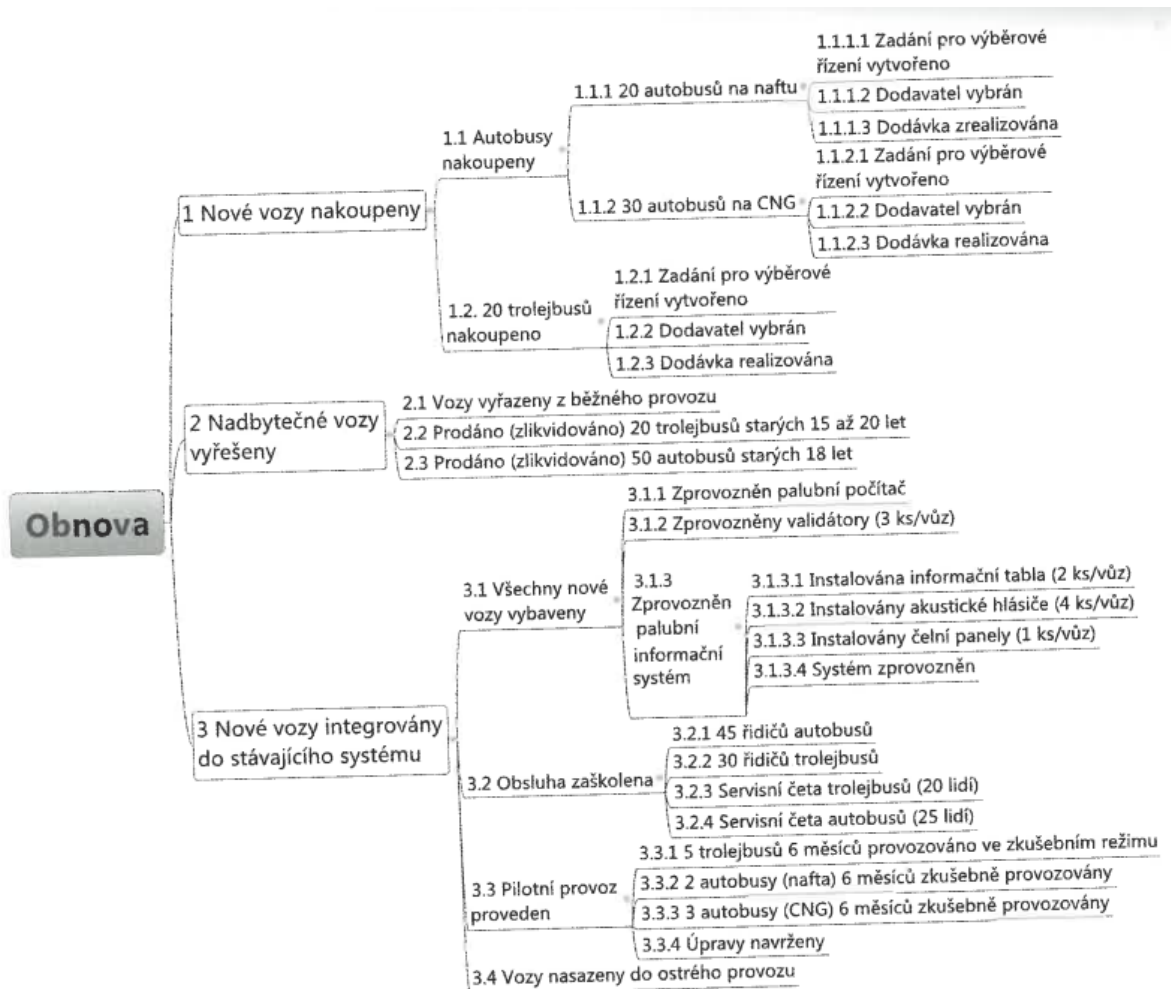 1.1.1.1 Zadání pro výběrové
řízení vytvořeno
1.1.1 20 autobusů na naftu
1.1.1.2 Dodavatel vybrán
1.1.1.3 Dodávka zrealizována
1.1 Autobusy
nakoupeny
1.1.2.1 Zadání pro výběrové
řízení vytvořeno
1.1.2 30 autobusů na CNG
1.1.2.2 Dodavatel vybrán
1.1.2.3 Dodávka realizována
1 Nové vozy nakoupeny
1.2.1 Zadání pro výběrové
řízení vytvořeno
1.2. 20 trolejbusů
nakoupeno
1.2.2 Dodavatel vybrán
1.2.3 Dodávka realizována
2 Nadbytečné vozy
vyřešeny
2.1 Vozy vyřazeny z běžného provozu
2.2 Prodáno (zlikvidováno) 20 trolejbusů starých 15 až 20 let
2.3 Prodáno (zlikvidováno) 50 autobusů starých 18 let
Obnova
3.1.1 Zprovozněn palubní počítač
3.1.2 Zprovozněny validátory (3 ks/vůz)
3.1 Všechny nové
vozy vybaveny
3.1.3
Zprovozněn
palubní
informační
systém
3.1.3.1 Instalována informační tabla (2 ks/vůz)
3.1.3.2 Instalovány akustické hlásiče (4 ks/vůz)
3.1.3.3 Instalovány čelní panely (1 ks/vůz)
3.1.3.4 Systém zprovozněn
3 Nové vozy integrovány
do stávajícího systému
3.2 Obsluha zaškolena
3.2.1 45 řidičů autobusů
3.2.2 30 řidičů trolejbusů
3.2.3 Servisní četa trolejbusů (20 lidí)
3.2.4 Servisní četa autobusů (25 lidí)
3.3 Pilotní provoz
proveden
3.3.1 5 trolejbusů 6 měsíců provozováno ve zkušebním režimu
3.3.2 2 autobusy (nafta) 6 měsíců zkušebně provozovány
3.3.3 3 autobusy (CNG) 6 měsíců zkušebně provozovány
3.3.4 Úpravy navrženy
3.4 Vozy nasazeny do ostrého provozu